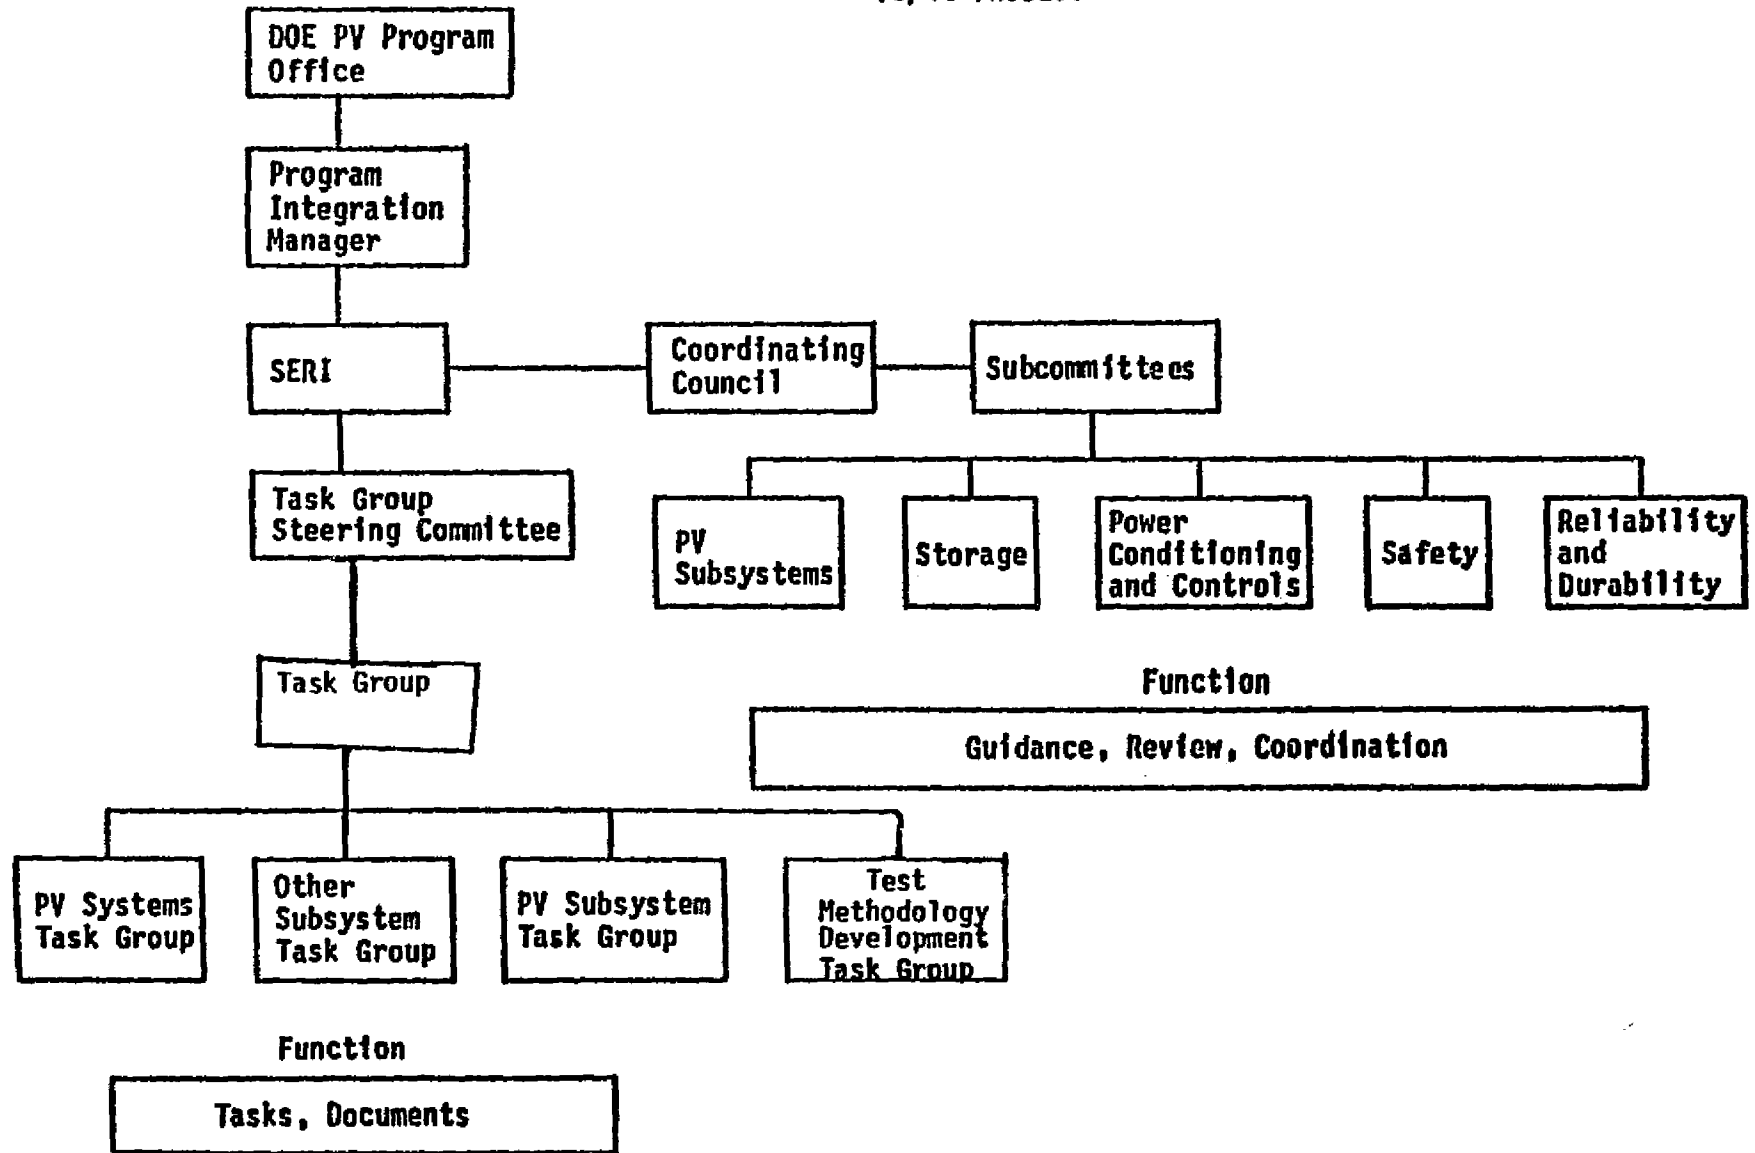 DOE PV Program
Office
Program
Integration
Manager
SERI
Coordinating
Council
Subcommittees
Task Group
Steering Committee
PV
Subsystems
Storage
Power
Conditioning
and Controls
Safety
Reliability
and
Durability
Task Group
Function
Guidance, Review, Coordination
PV Systems
Task Group
Other
Subsystem
Task Group
PV Subsystem
Task Group
Test
Methodology
Development
Task Group
Function
Tasks, Documents